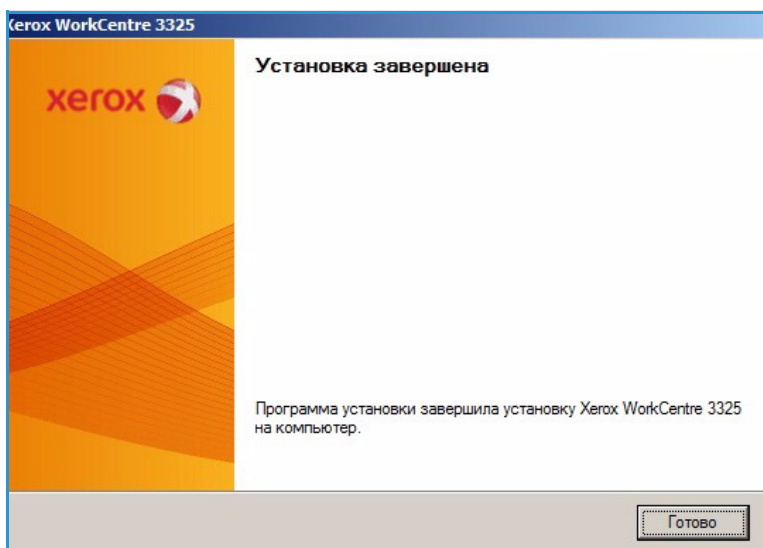 Xerox WorkCentre 3325
xerox
Установка завершена
Программа установки завершила установку Xerox WorkCentre 3325
на компьютер.
Готово